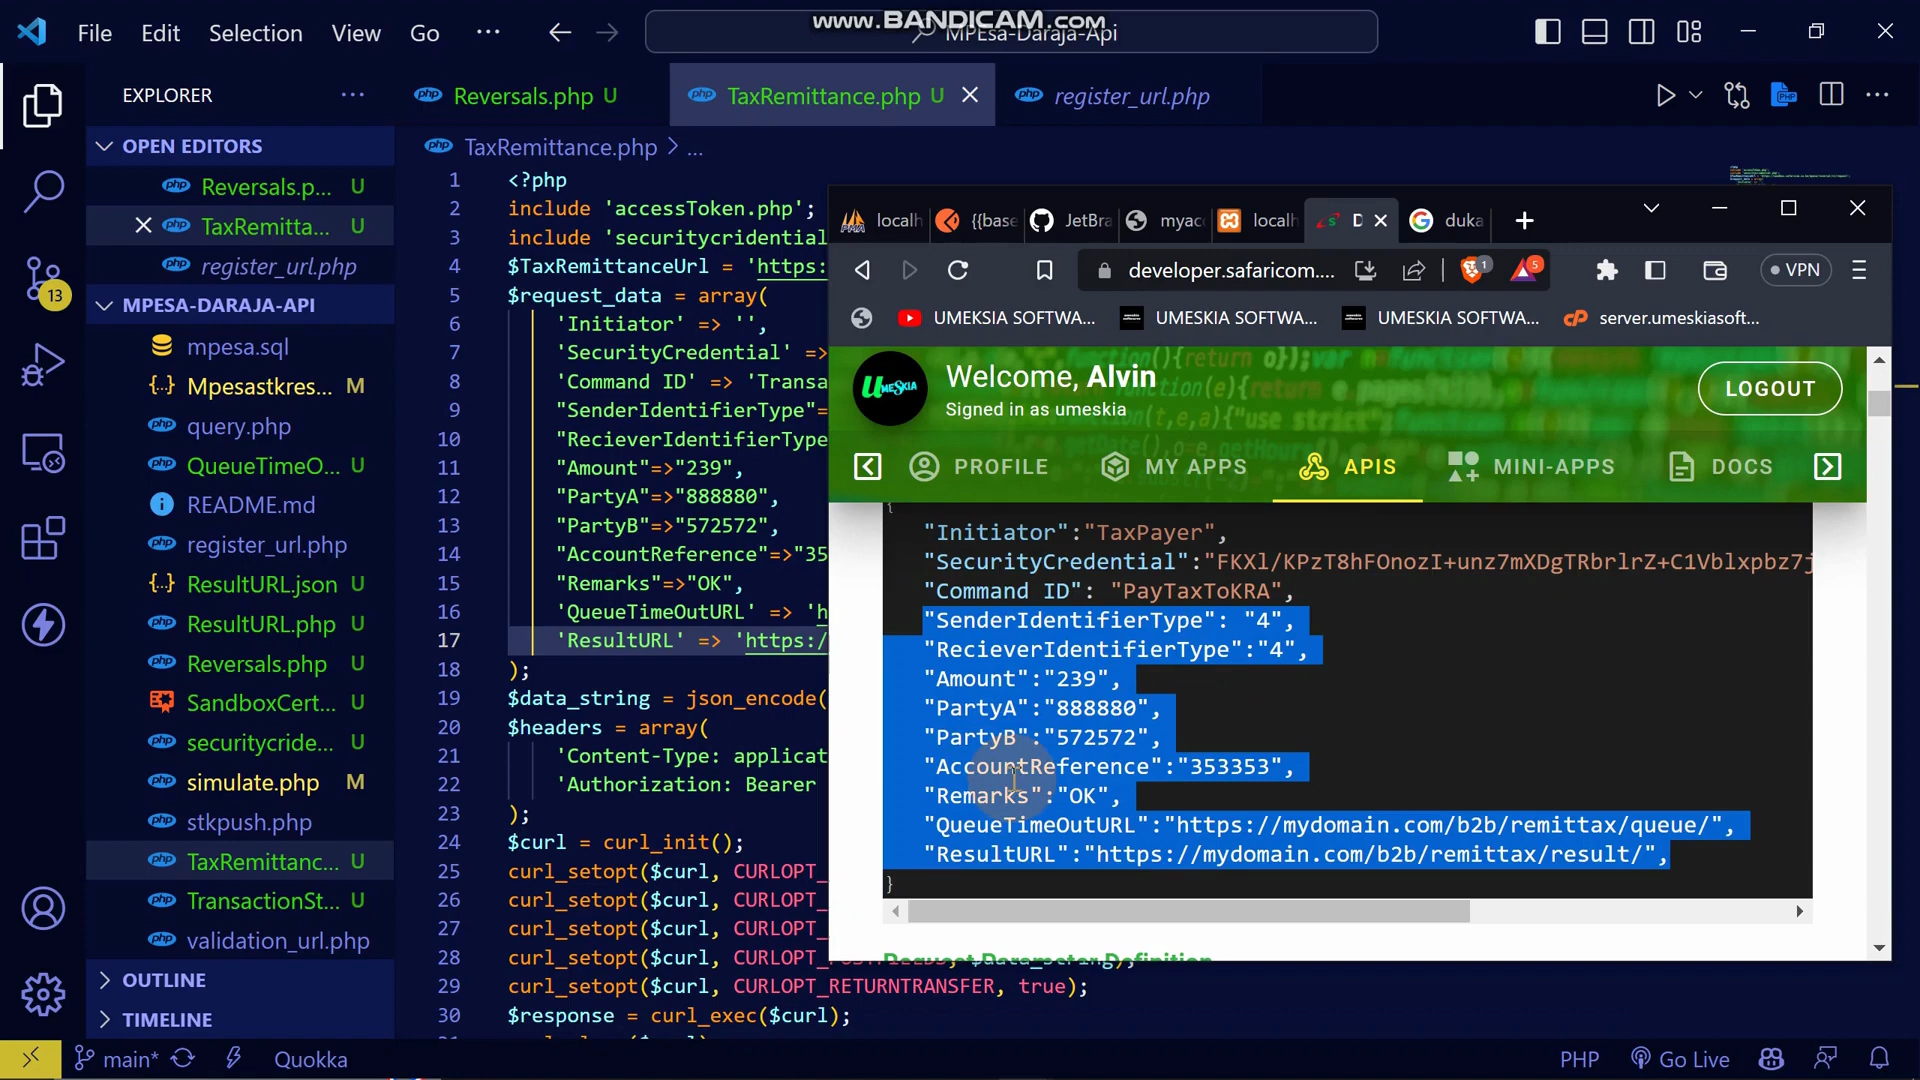 File Edit Selection View Go ...
www.BANDICAM.com
MPEsa-Daraja-Api
EXPLORER
Reversals.php U
TaxRemittance.php U
register_url.php
OPEN EDITORS
Reversals.p... U
TaxRemitta... U
register_url.php
MPESA-DARAJA-API
mpesa.sql
Mpesastkres... M
query.php
QueueTimeO... U
README.md
register_url.php
ResultURL.json U
ResultURL.php U
Reversals.php U
SandboxCert... U
securitycride... U
simulate.php M
stkpush.php
TaxRemittanc... U
TransactionSt... U
validation_url.php
OUTLINE
TIMELINE
13
TaxRemittance.php > ...
1 <?php
2 include 'accessToken.php';
3 include 'securitycridential
4 $TaxRemittanceUrl = 'https:
5 $request_data = array(
6 'Initiator' => '',
7 'SecurityCredential' =>
8 'Command ID' => 'Transa
9 "SenderIdentifierType"=
10 "RecieverIdentifierType
11 "Amount"=>"239",
12 "PartyA"=>"888880",
13 "PartyB"=>"572572",
14 "AccountReference"=>"35
15 "Remarks"=>"OK",
16 'QueueTimeOutURL' => 'h
17 'ResultURL' => 'https:/
18 );
19 $data_string = json_encode(
20 $headers = array(
21 'Content-Type: applicat
22 'Authorization: Bearer
23 );
24 $curl = curl_init();
25 curl_setopt($curl, CURLOPT_
26 curl_setopt($curl, CURLOPT_
27 curl_setopt($curl, CURLOPT_
28 curl_setopt($curl, CURLOPT_POSTFIELDS, $data_string);
29 curl_setopt($curl, CURLOPT_RETURNTRANSFER, true);
30 $response = curl_exec($curl);
localh
{{base
JetBra
myacc
localh
D
duka
developer.safaricom....
1
5
VPN
UMEKSIA SOFTWA...
UMESKIA SOFTWA...
UMESKIA SOFTWA...
server.umeskiasoft...
UMESKIA
Welcome, Alvin
Signed in as umeskia
LOGOUT
PROFILE
MY APPS
APIS
MINI-APPS
DOCS
{
"Initiator":"TaxPayer",
"SecurityCredential":"FKXl/KPzT8hFOnozI+unz7mXDgTRbrlrZ+C1Vblxpbz7j
"Command ID": "PayTaxToKRA",
"SenderIdentifierType": "4",
"RecieverIdentifierType":"4",
"Amount":"239",
"PartyA":"888880",
"PartyB":"572572",
"AccountReference":"353353",
"Remarks":"OK",
"QueueTimeOutURL":"https://mydomain.com/b2b/remittax/queue/",
"ResultURL":"https://mydomain.com/b2b/remittax/result/",
}
Request Parameter Definition
main*
Quokka
PHP
Go Live